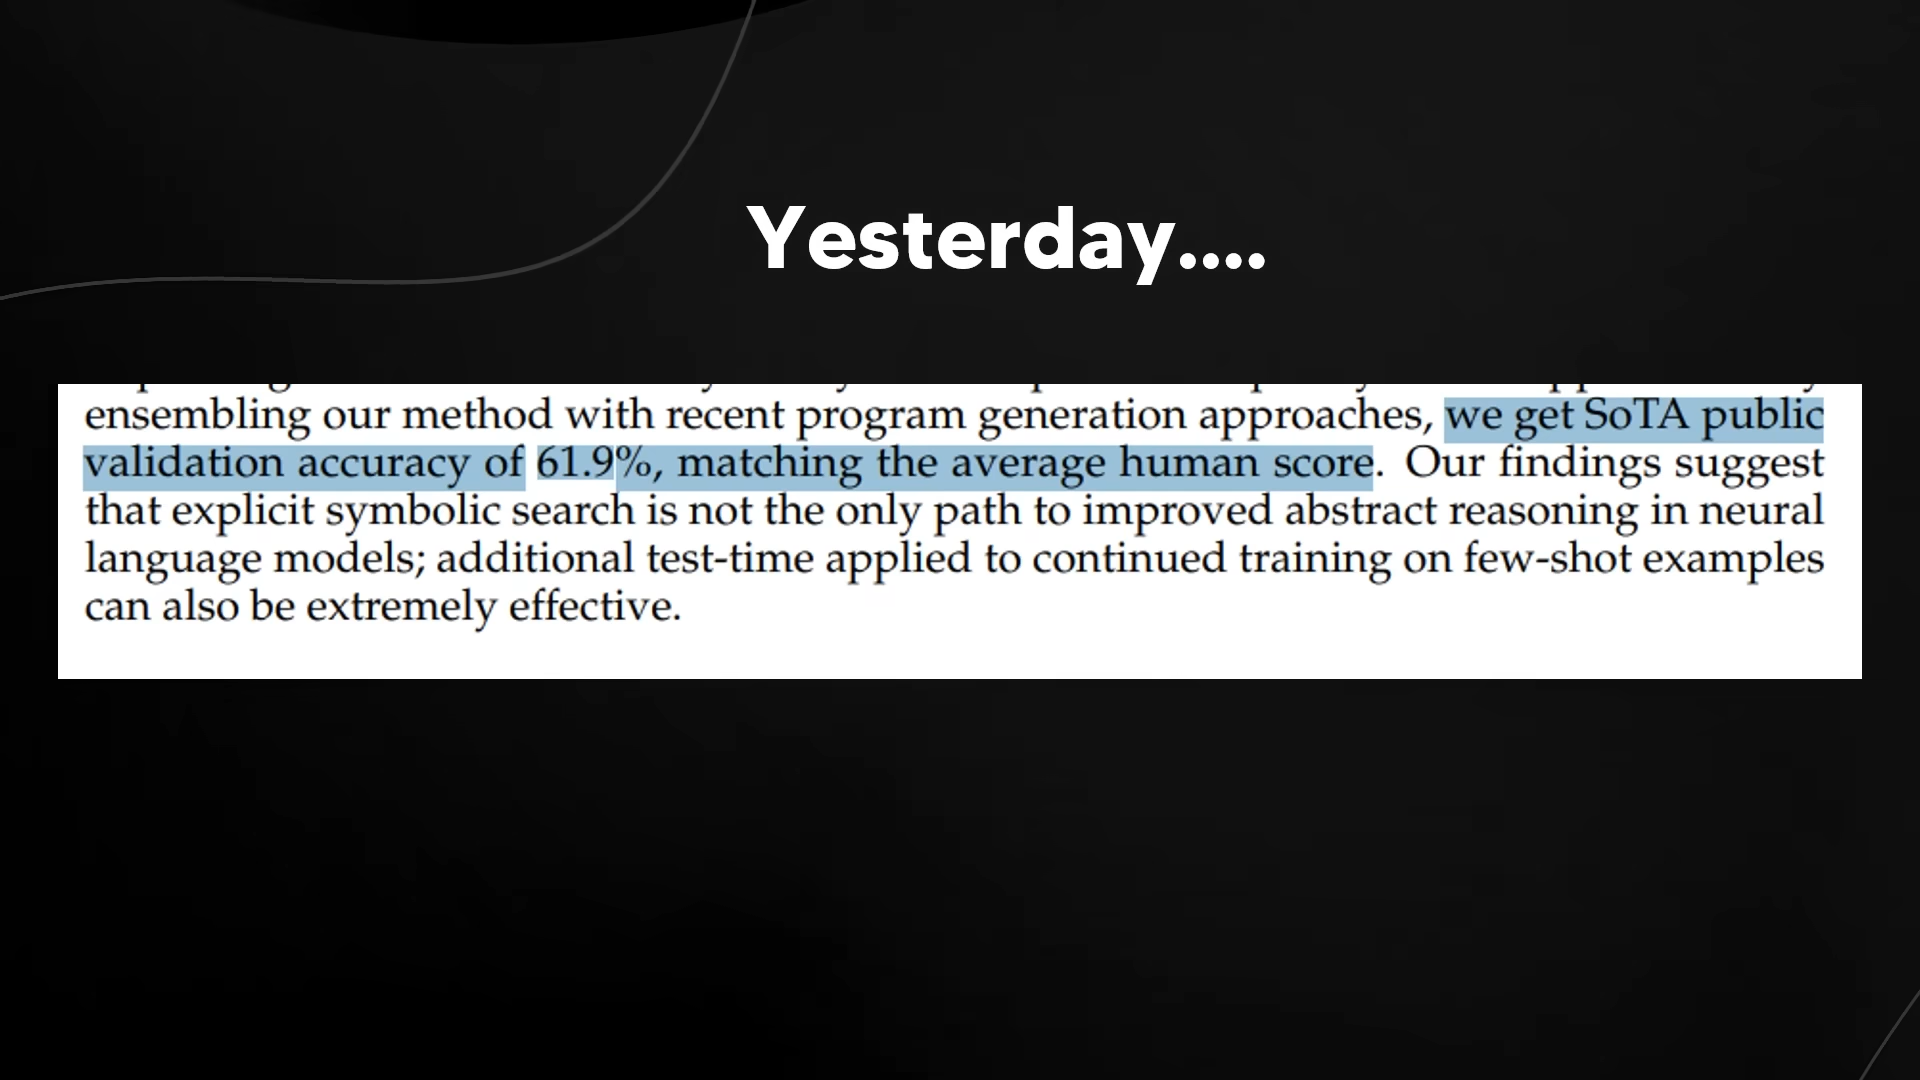 Yesterday....
ensembling our method with recent program generation approaches, we get SoTA public
validation accuracy of 61.9%, matching the average human score. Our findings suggest
that explicit symbolic search is not the only path to improved abstract reasoning in neural
language models; additional test-time applied to continued training on few-shot examples
can also be extremely effective.